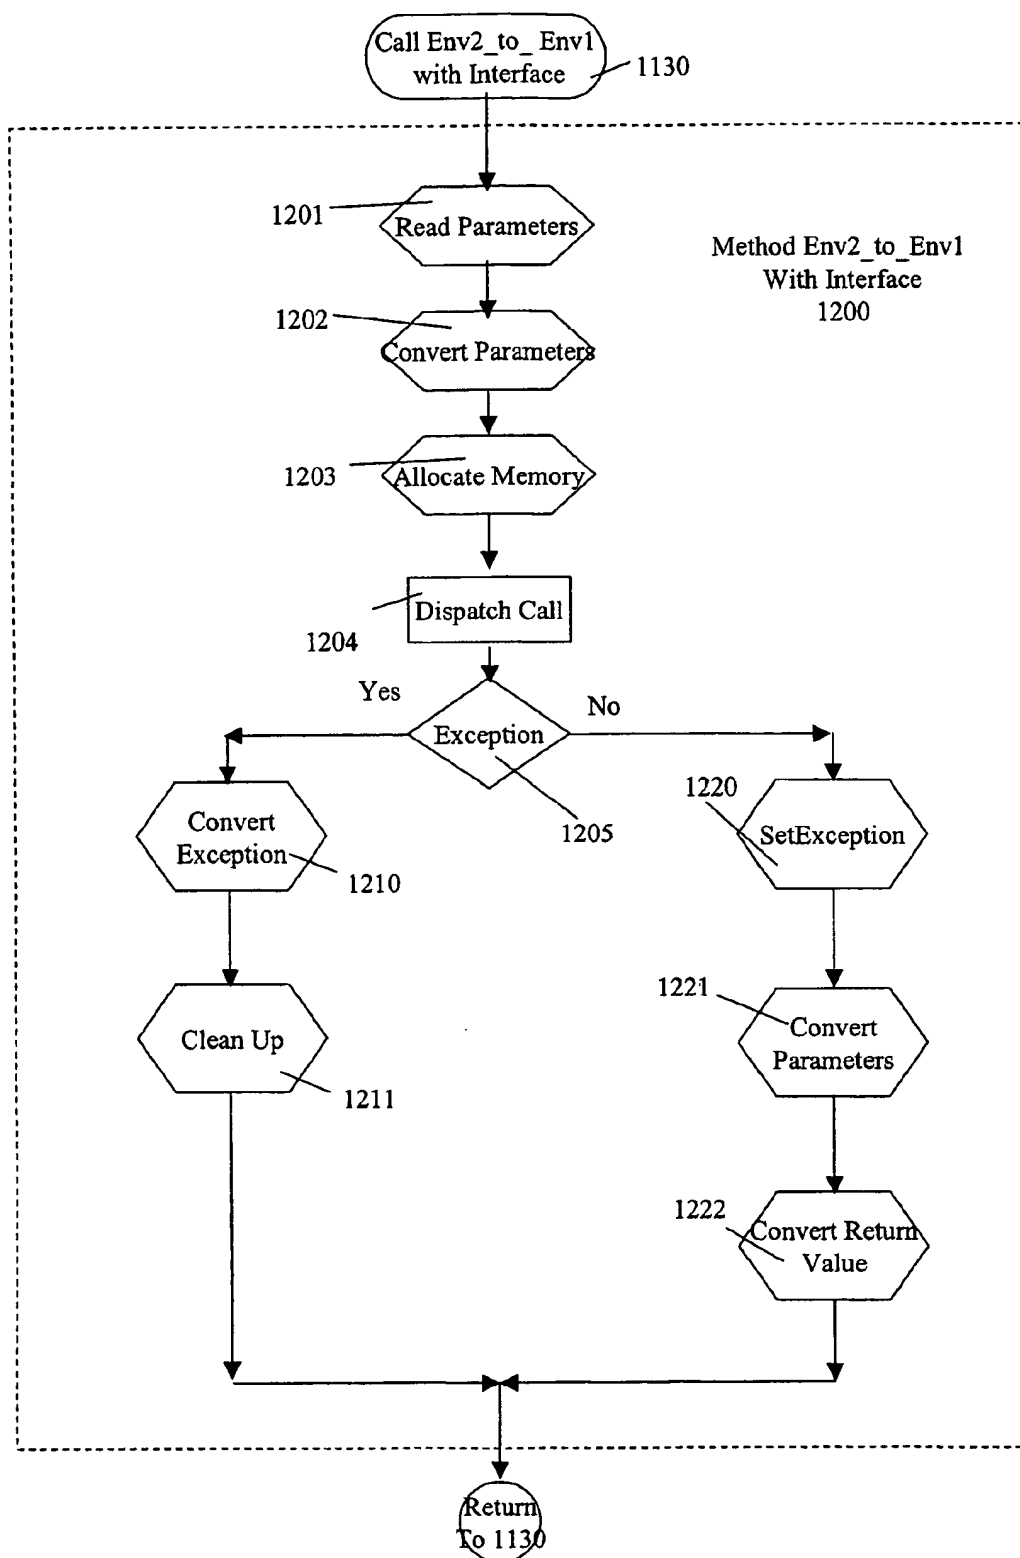 Call Env2_to_ Env1
with Interface
1130
1201
Read Parameters
Method Env2_to_Env1
With Interface
1200
1202
Convert Parameters
1203
Allocate Memory
Dispatch Call
1204
Yes
No
Exception
1205
1220
Convert
Exception
1210
SetException
1221
Convert
Parameters
Clean Up
1211
1222
Convert Return
Value
Return
To 1130